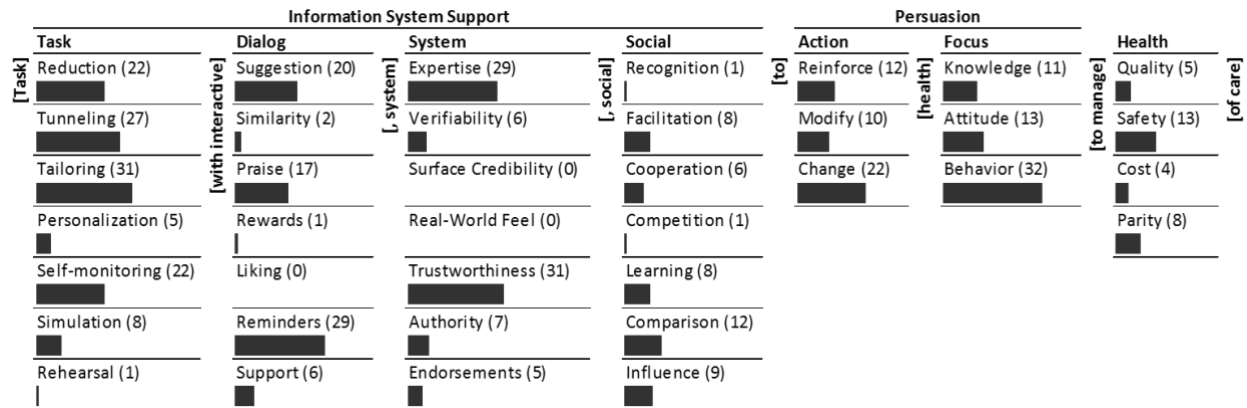 Information System Support Persuasion
Task Dialog System Social Action Focus Health
[Task] Reduction (22) [with interactive] Suggestion (20) [, system] Expertise (29) [, social] Recognition (1) [to] Reinforce (12) [health] Knowledge (11) [to manage] Quality (5) [of care]
Tunneling (27) Similarity (2) Verifiability (6) Facilitation (8) Modify (10) Attitude (13) Safety (13)
Tailoring (31) Praise (17) Surface Credibility (0) Cooperation (6) Change (22) Behavior (32) Cost (4)
Personalization (5) Rewards (1) Real-World Feel (0) Competition (1) Parity (8)
Self-monitoring (22) Liking (0) Trustworthiness (31) Learning (8)
Simulation (8) Reminders (29) Authority (7) Comparison (12)
Rehearsal (1) Support (6) Endorsements (5) Influence (9)